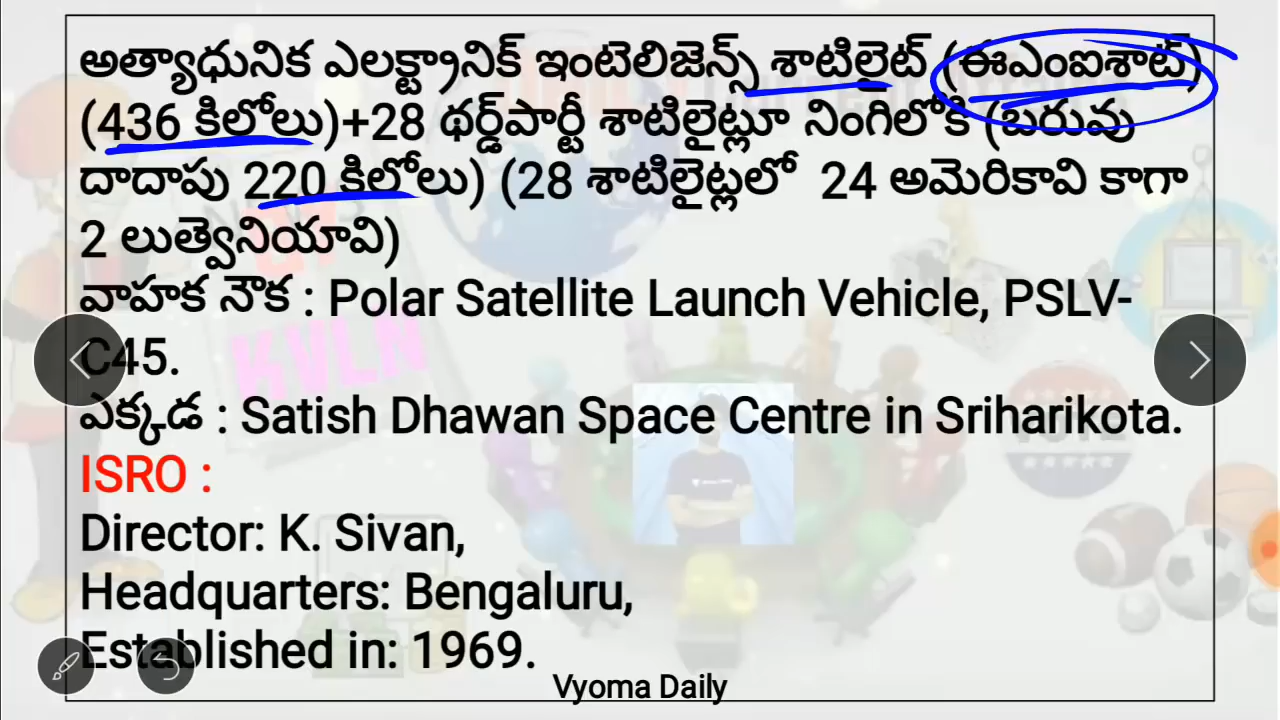 అత్యాధునిక ఎలక్ట్రానిక్ ఇంటెలిజెన్స్ శాటిలైట్ (ఈఎంఐశాట్)
(436 కిలోలు)+28 థర్డ్‌పార్టీ శాటిలైట్లూ నింగిలోకి (బరువు
దాదాపు 220 కిలోలు) (28 శాటిలైట్లలో 24 అమెరికావి కాగా
2 లుత్వెనియావి)
వాహక నౌక : Polar Satellite Launch Vehicle, PSLV-
C45.
ఎక్కడ : Satish Dhawan Space Centre in Sriharikota.
ISRO :
Director: K. Sivan,
Headquarters: Bengaluru,
Established in: 1969.
Vyoma Daily
KVLN